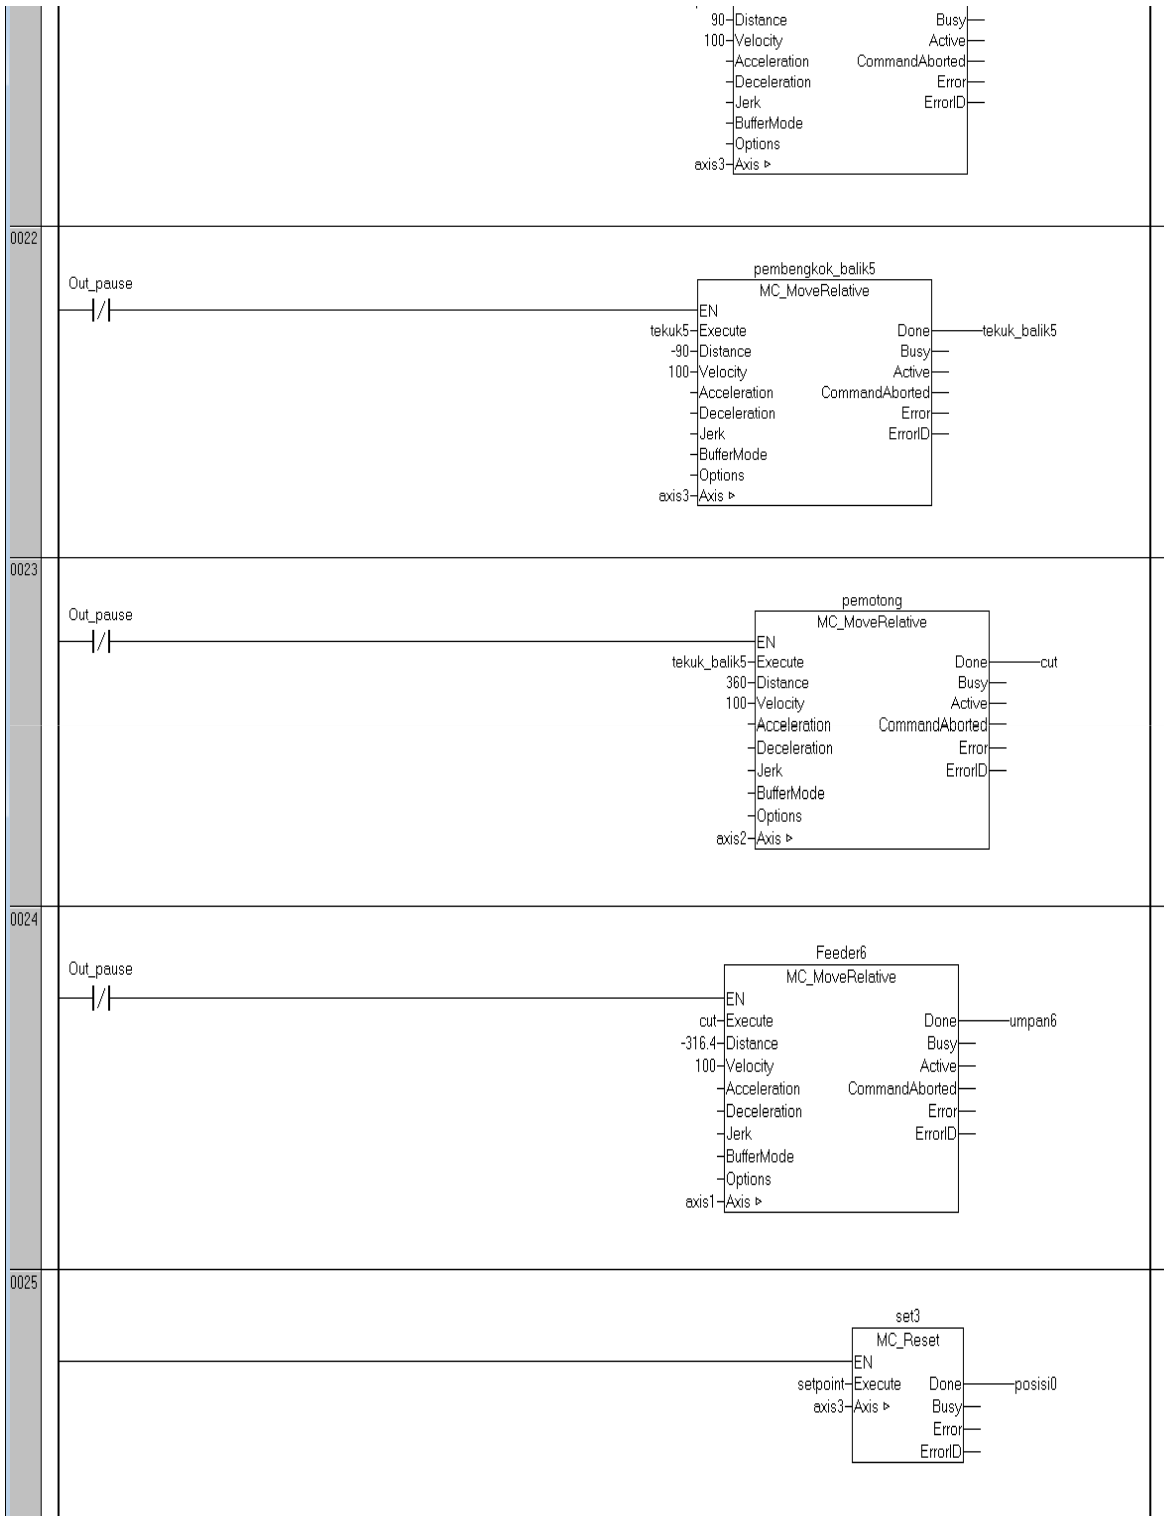 90 Distance Busy
100 Velocity Active
Acceleration CommandAborted
Deceleration Error
Jerk ErrorID
BufferMode
Options
axis3 Axis
0022
pembengkok_balik5
Out_pause MC_MoveRelative
EN
tekuk5 Execute Done tekuk_balik5
-90 Distance Busy
100 Velocity Active
Acceleration CommandAborted
Deceleration Error
Jerk ErrorID
BufferMode
Options
axis3 Axis
0023
pemotong
Out_pause MC_MoveRelative
EN
tekuk_balik5 Execute Done cut
360 Distance Busy
100 Velocity Active
Acceleration CommandAborted
Deceleration Error
Jerk ErrorID
BufferMode
Options
axis2 Axis
0024
Feeder6
Out_pause MC_MoveRelative
EN
cut Execute Done umpan6
-316.4 Distance Busy
100 Velocity Active
Acceleration CommandAborted
Deceleration Error
Jerk ErrorID
BufferMode
Options
axis1 Axis
0025
set3
MC_Reset
EN
setpoint Execute Done posisi0
axis3 Axis Busy
Error
ErrorID